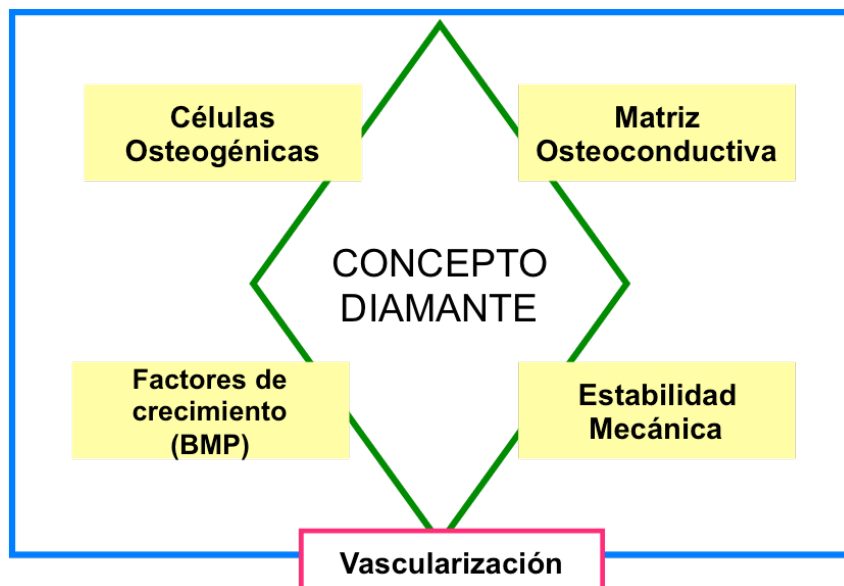 Células
Osteogénicas
Matriz
Osteoconductiva
CONCEPTO
DIAMANTE
Factores de
crecimiento
(BMP)
Estabilidad
Mecánica
Vascularización